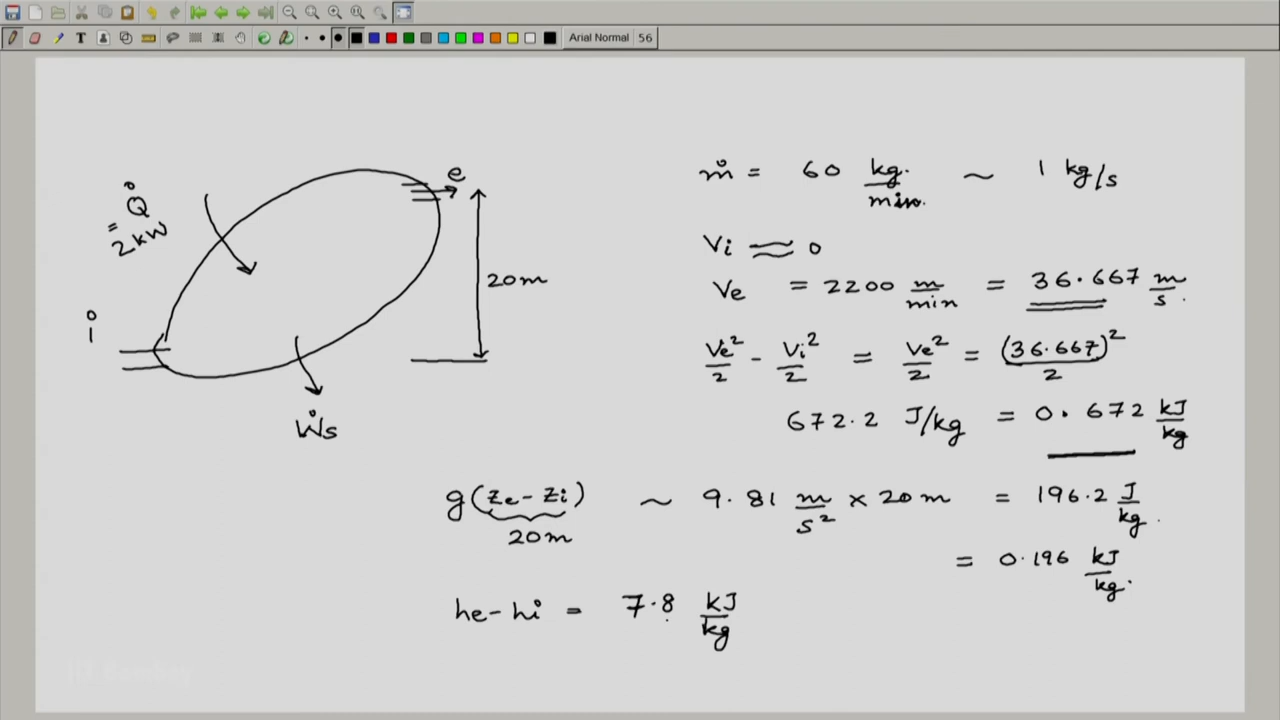 Arial Normal 56
Q̇
= 2 kW
i
e
20m
Ẇs
ṁ = 60 kg/min ~ 1 kg/s
Vi ≈ 0
Ve = 2200 m/min = 36.667 m/s.
Ve²/2 - Vi²/2 = Ve²/2 = (36.667)²/2
672.2 J/kg = 0.672 kJ/kg
g(ze - zi) ~ 9.81 m/s² × 20 m = 196.2 J/kg.
20m
= 0.196 kJ/kg.
he - hi = 7.8 kJ/kg